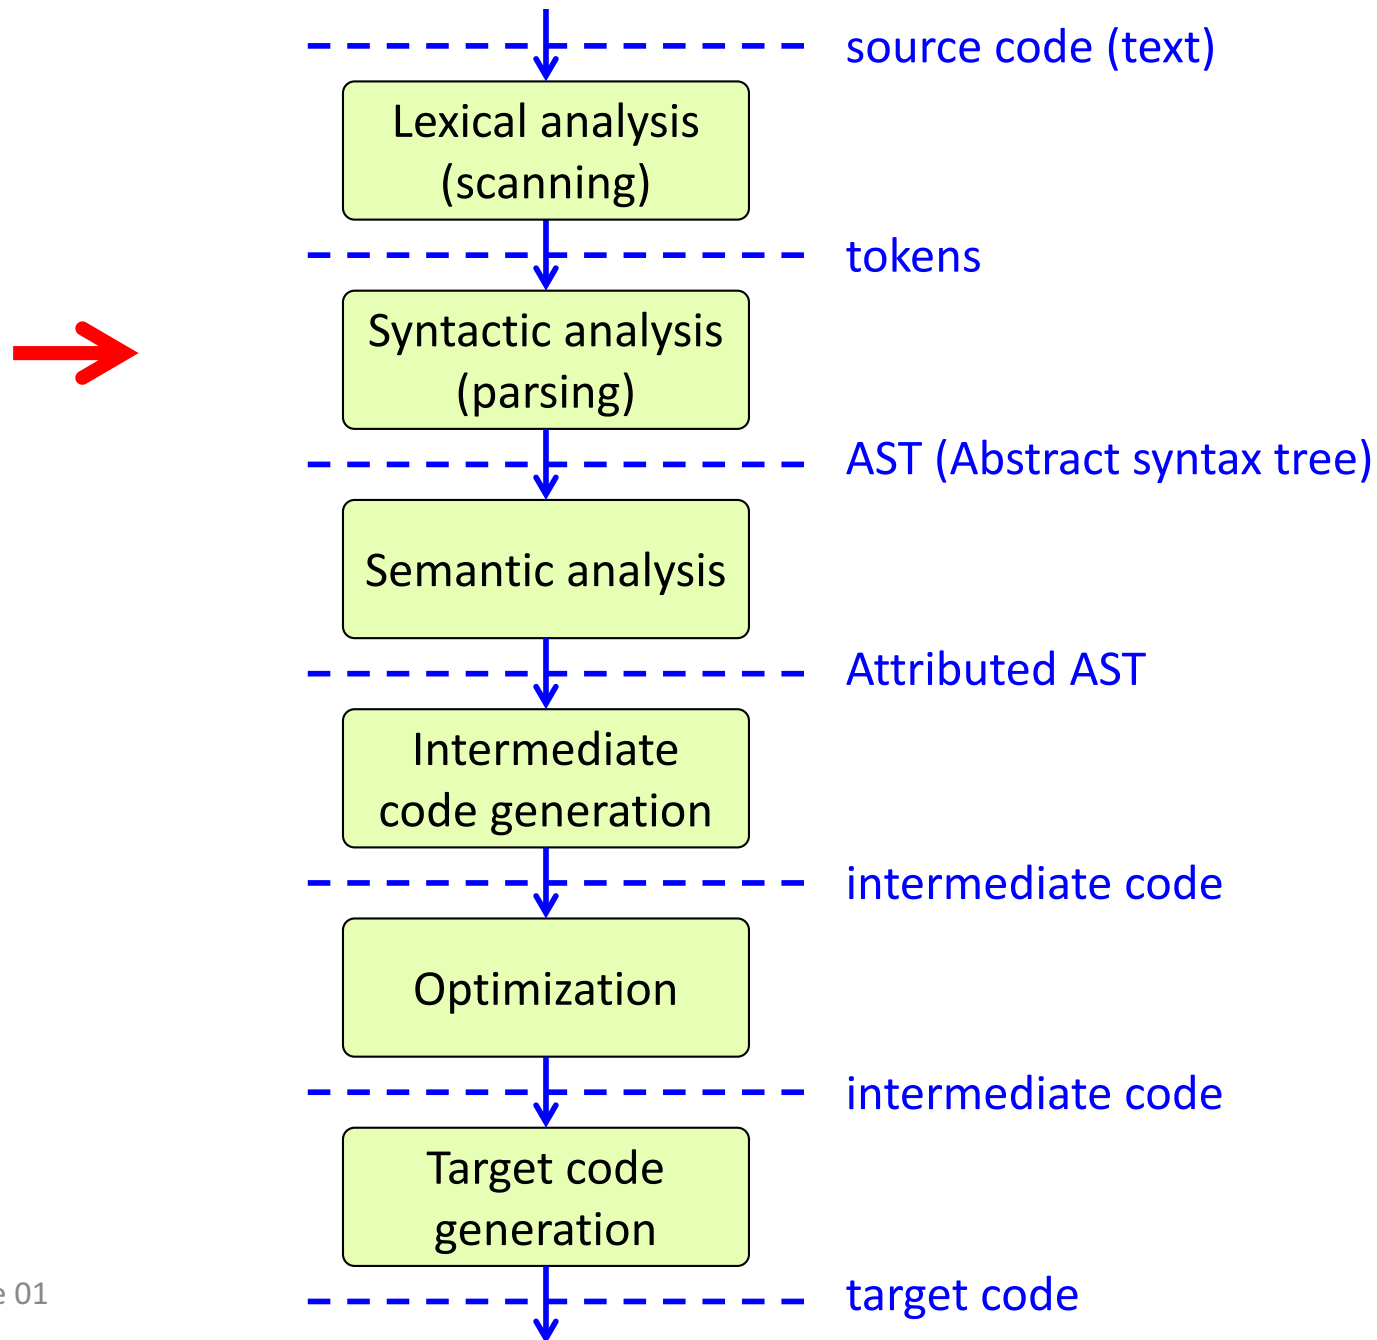 source code (text)
Lexical analysis
(scanning)
tokens
Syntactic analysis
(parsing)
AST (Abstract syntax tree)
Semantic analysis
Attributed AST
Intermediate
code generation
intermediate code
Optimization
intermediate code
Target code
generation
01
target code